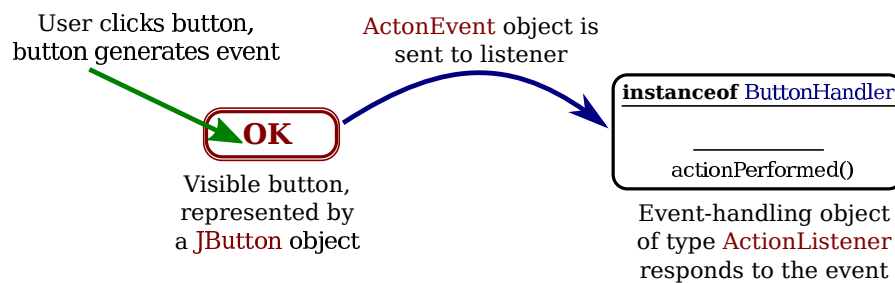 User clicks button,
button generates event
ActonEvent object is
sent to listener
OK
Visible button,
represented by
a JButton object
instanceof ButtonHandler
actionPerformed()
Event-handling object
of type ActionListener
responds to the event